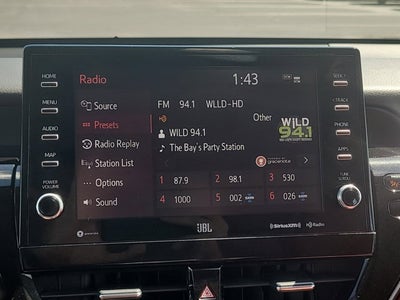 HOME
MENU
AUDIO
MAP
POWER
VOLUME
Radio
1:43
Source
Presets
Radio Replay
Station List
Options
Sound
FM 94.1 WLLD-HD
Other
WILD 94.1
The Bay's Party Station
WiLD
94.1
gracenote
1 87.9
2 98.1
3 530
4 1000
5 002
6 026
gracenote
JBL
SiriusXM
HD Radio
SEEK
TRACK
PHONE
APPS
TUNE
SCROLL